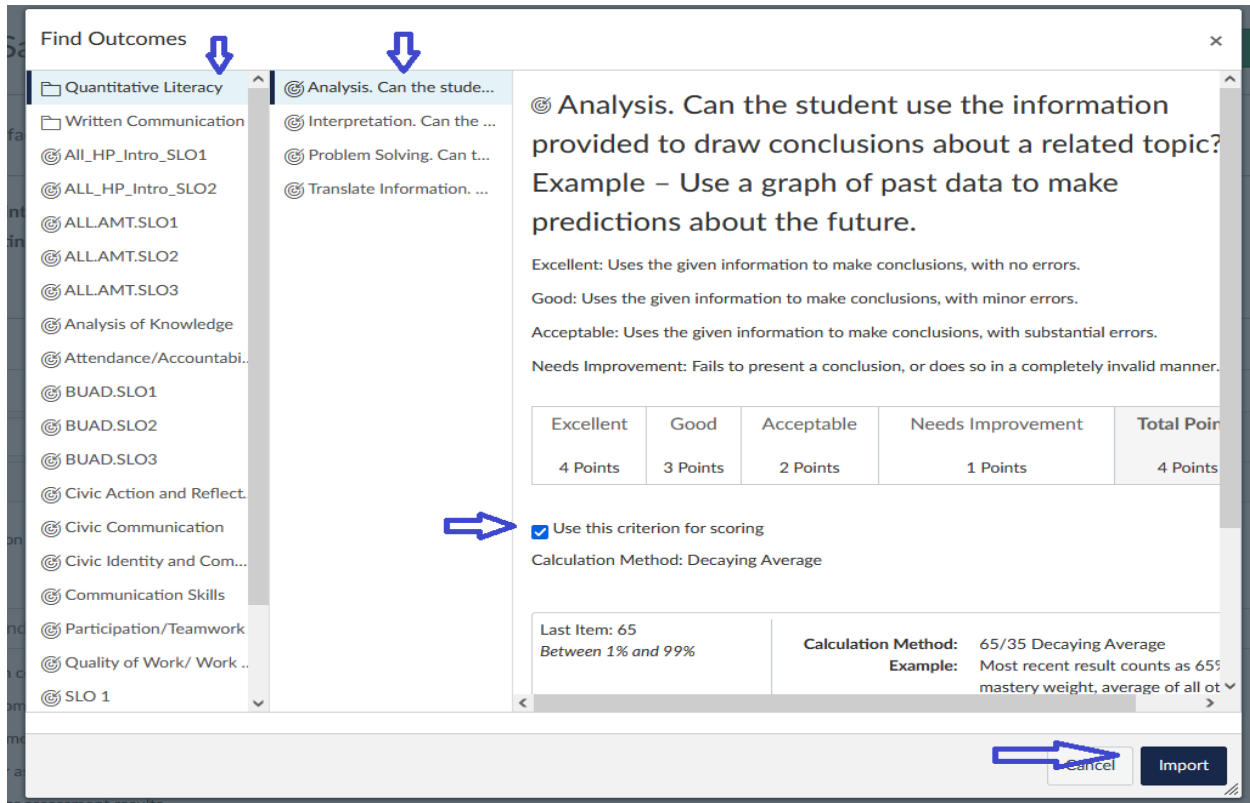 Find Outcomes
×
Quantitative Literacy
Written Communication
All_HP_Intro_SLO1
ALL_HP_Intro_SLO2
ALL.AMT.SLO1
ALL.AMT.SLO2
ALL.AMT.SLO3
Analysis of Knowledge
Attendance/Accountabi...
BUAD.SLO1
BUAD.SLO2
BUAD.SLO3
Civic Action and Reflect...
Civic Communication
Civic Identity and Com...
Communication Skills
Participation/Teamwork
Quality of Work/ Work ...
SLO 1
Analysis. Can the stude...
Interpretation. Can the ...
Problem Solving. Can t...
Translate Information. ...
Analysis. Can the student use the information
provided to draw conclusions about a related topic?
Example – Use a graph of past data to make
predictions about the future.
Excellent: Uses the given information to make conclusions, with no errors.
Good: Uses the given information to make conclusions, with minor errors.
Acceptable: Uses the given information to make conclusions, with substantial errors.
Needs Improvement: Fails to present a conclusion, or does so in a completely invalid manner.
Excellent Good Acceptable Needs Improvement Total Poin
4 Points 3 Points 2 Points 1 Points 4 Points
Use this criterion for scoring
Calculation Method: Decaying Average
Last Item: 65
Between 1% and 99%
Calculation Method: 65/35 Decaying Average
Example: Most recent result counts as 65%
mastery weight, average of all ot
Cancel
Import